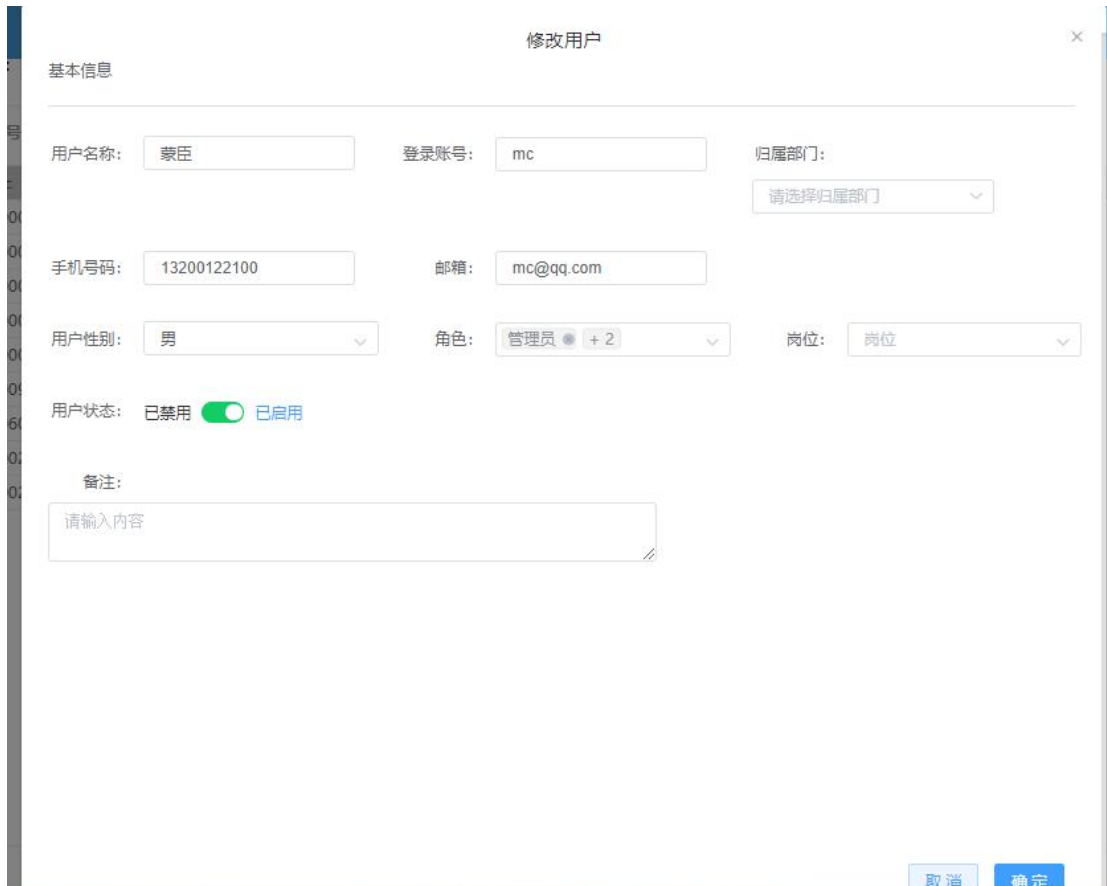 修改用户
基本信息
用户名称： 蒙臣 登录账号： mc 归属部门：
请选择归属部门
手机号码： 13200122100 邮箱： mc@qq.com
用户性别： 男 角色： 管理员 + 2 岗位： 岗位
用户状态： 已禁用 已启用
备注：
请输入内容
取 消 确 定